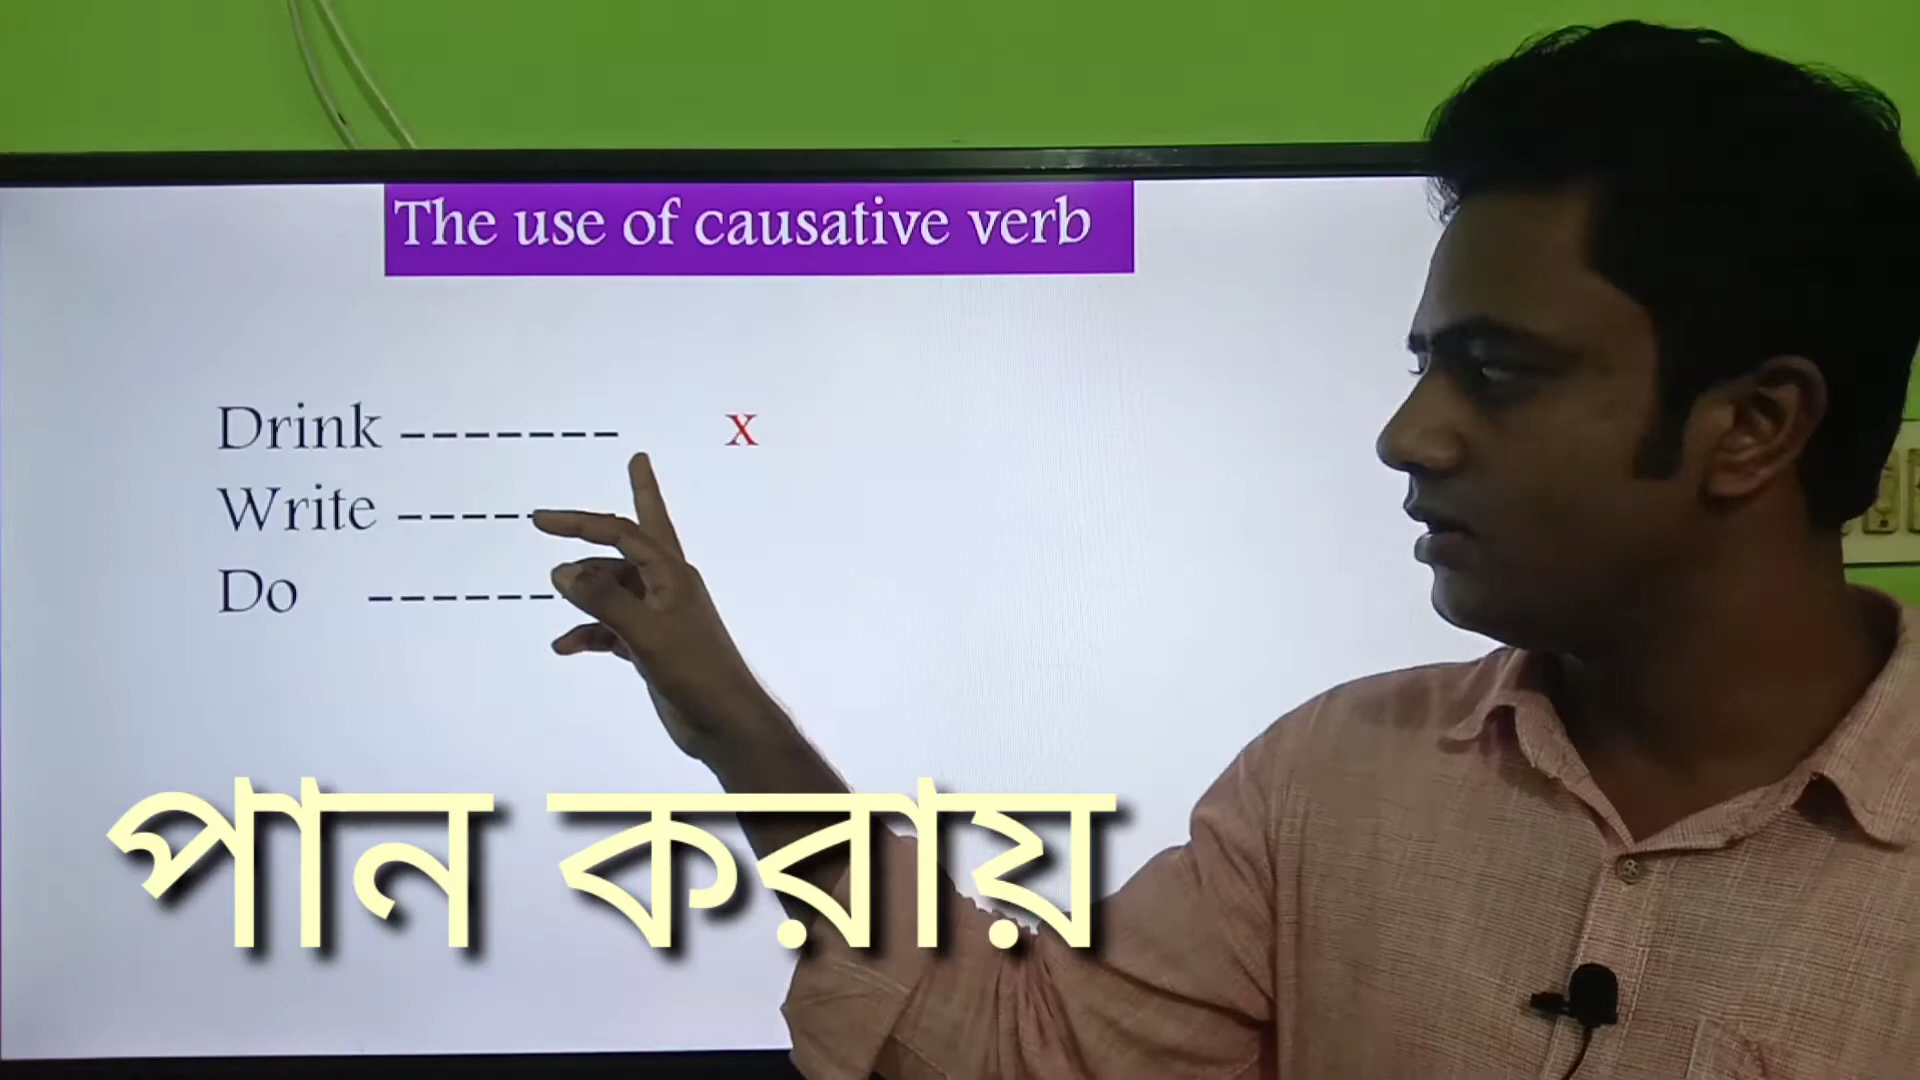 The use of causative verb
Drink ------- x
Write -------
Do -------
পান করায়